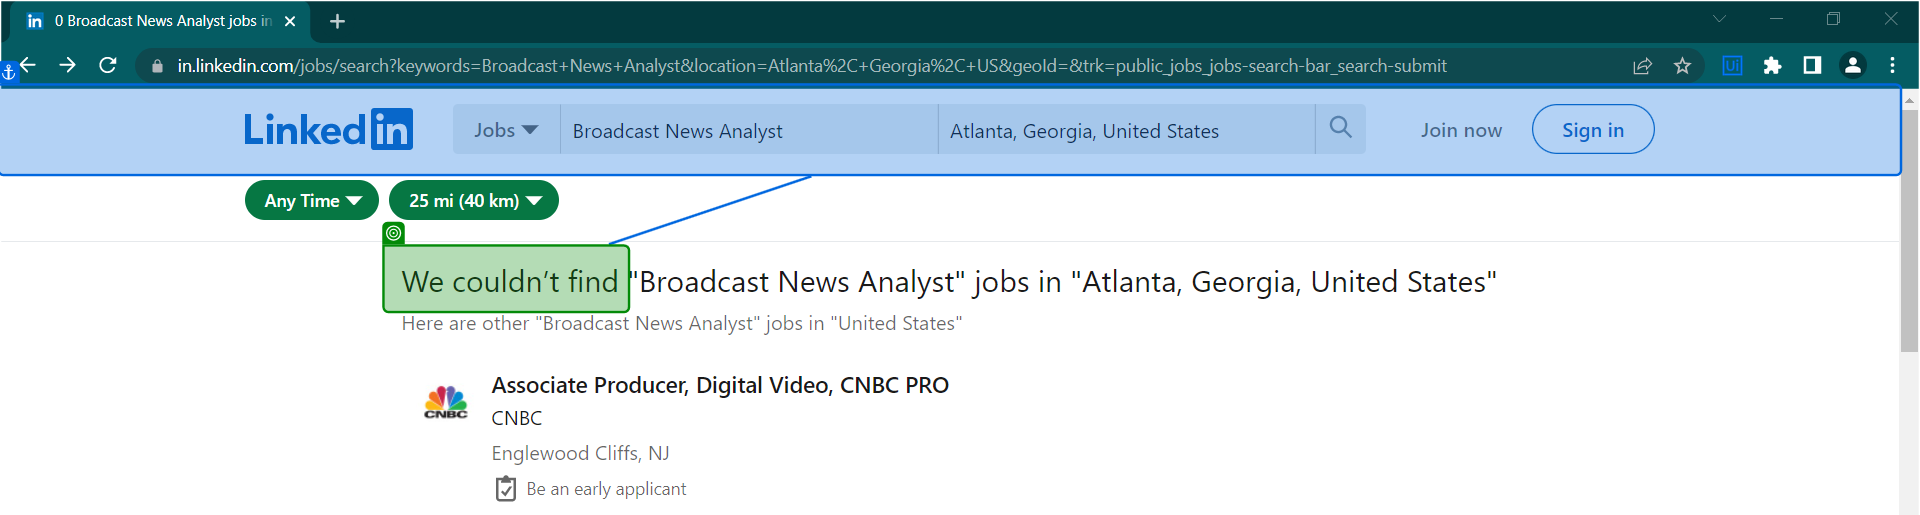 0 Broadcast News Analyst jobs in
in.linkedin.com/jobs/search?keywords=Broadcast+News+Analyst&location=Atlanta%2C+Georgia%2C+US&geoId=&trk=public_jobs_jobs-search-bar_search-submit
Ui
Linkedin Jobs Broadcast News Analyst Atlanta, Georgia, United States Join now Sign in
Any Time 25 mi (40 km)
We couldn’t find "Broadcast News Analyst" jobs in "Atlanta, Georgia, United States"
Here are other "Broadcast News Analyst" jobs in "United States"
Associate Producer, Digital Video, CNBC PRO
CNBC
CNBC
Englewood Cliffs, NJ
Be an early applicant